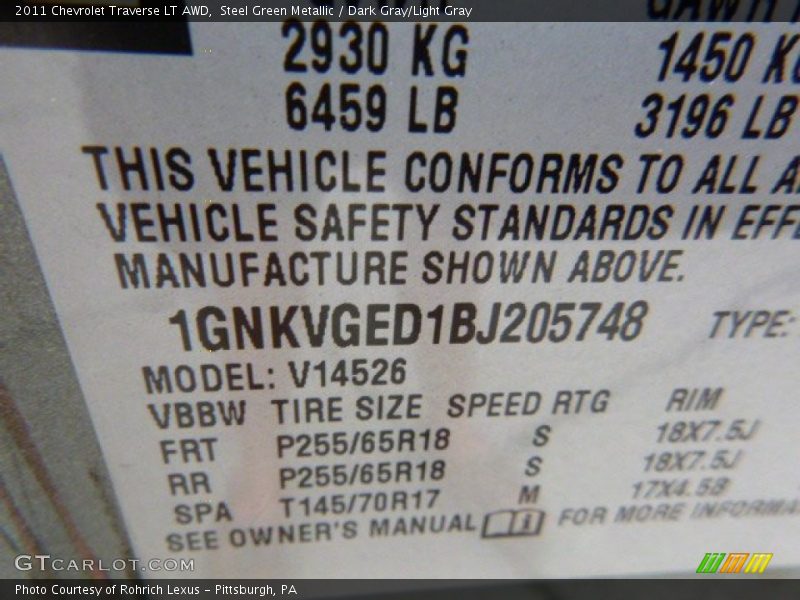 2011 Chevrolet Traverse LT AWD,  Steel Green Metallic / Dark Gray/Light Gray
2930 KG 1450 KG
6459 LB 3196 LB
THIS VEHICLE CONFORMS TO ALL
VEHICLE SAFETY STANDARDS IN EFFE
MANUFACTURE SHOWN ABOVE.
1GNKVGED1BJ205748 TYPE:
MODEL: V14526
VBBW TIRE SIZE SPEED RTG RIM
FRT P255/65R18 S 18X7.5J
RR P255/65R18 S 18X7.5J
SPA T145/70R17 M 17X4.5B
SEE OWNER'S MANUAL FOR MORE INFORMA
GTCARLOT.COM
Photo Courtesy of Rohrich Lexus - Pittsburgh, PA